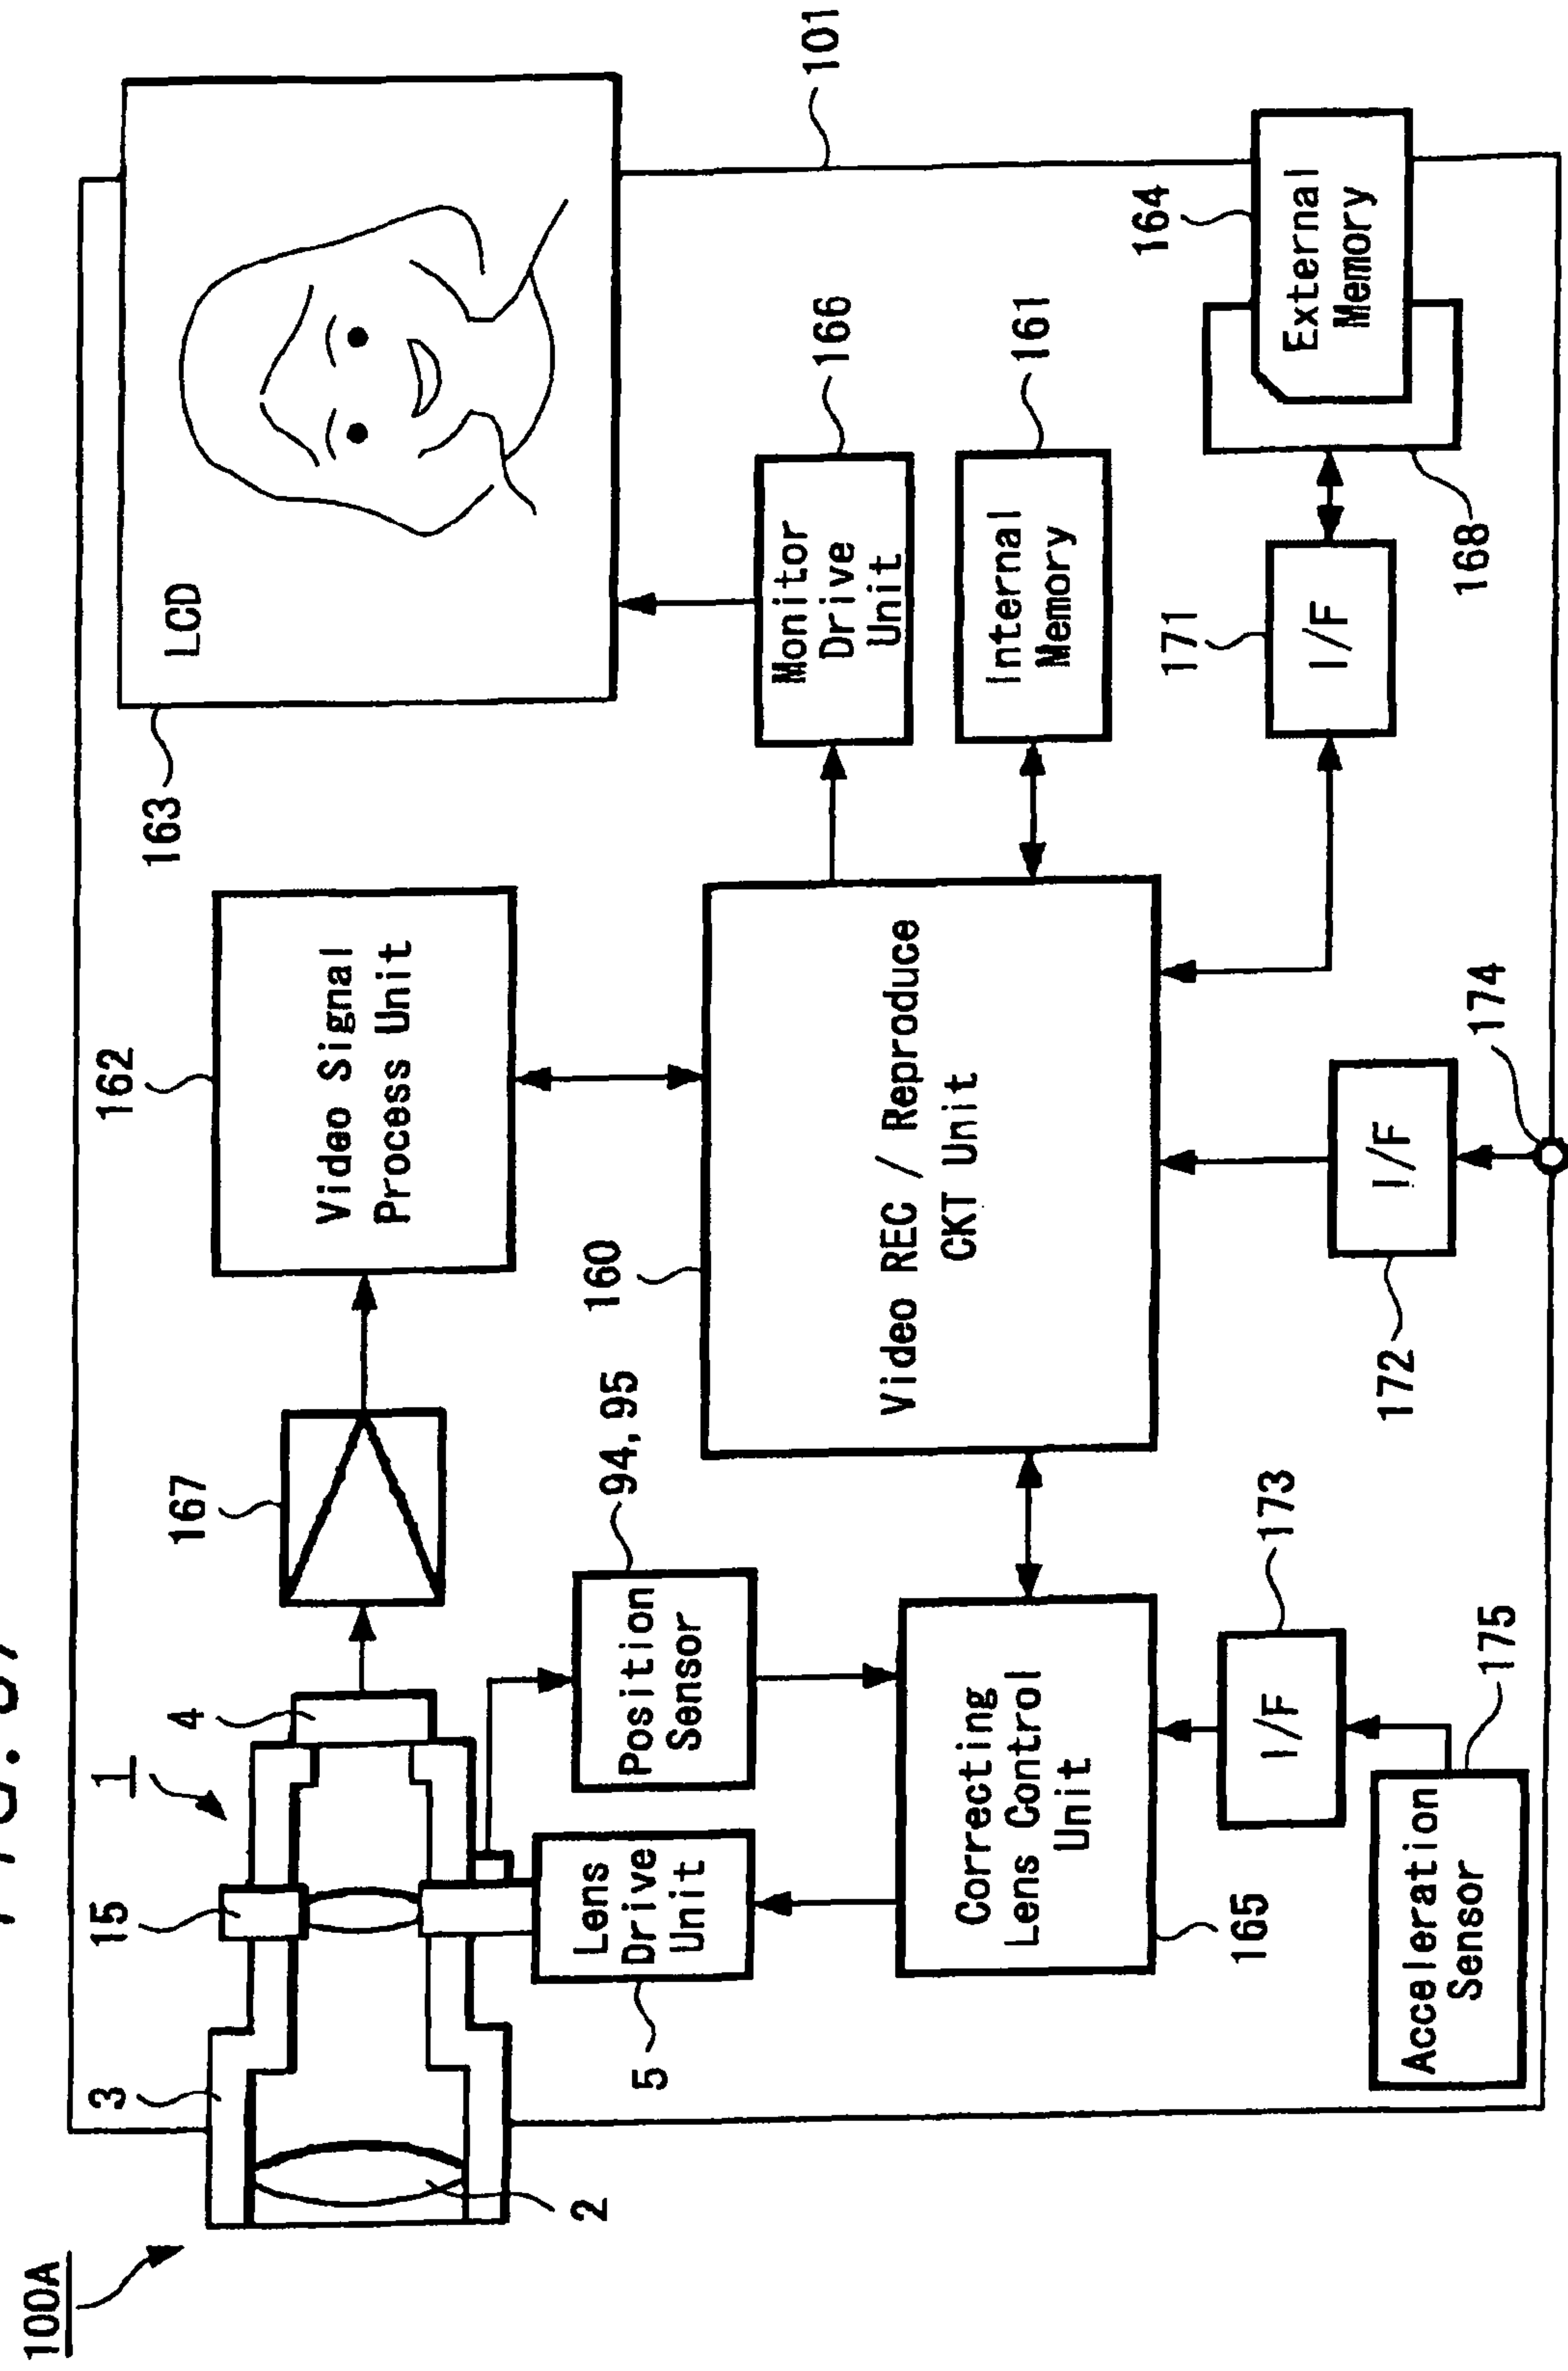 100A
3
15
1
4
167
162
163
LCD
2
5
Lens
Drive
Unit
Position
Sensor
94, 95
160
Video Signal
Process Unit
Video REC / Reproduce
CKT Unit
Monitor
Drive
Unit
166
101
Internal
Memory
161
Correcting
Lens Control
Unit
165
I/F
173
Acceleration
Sensor
175
I/F
172
174
I/F
171
168
External
Memory
164